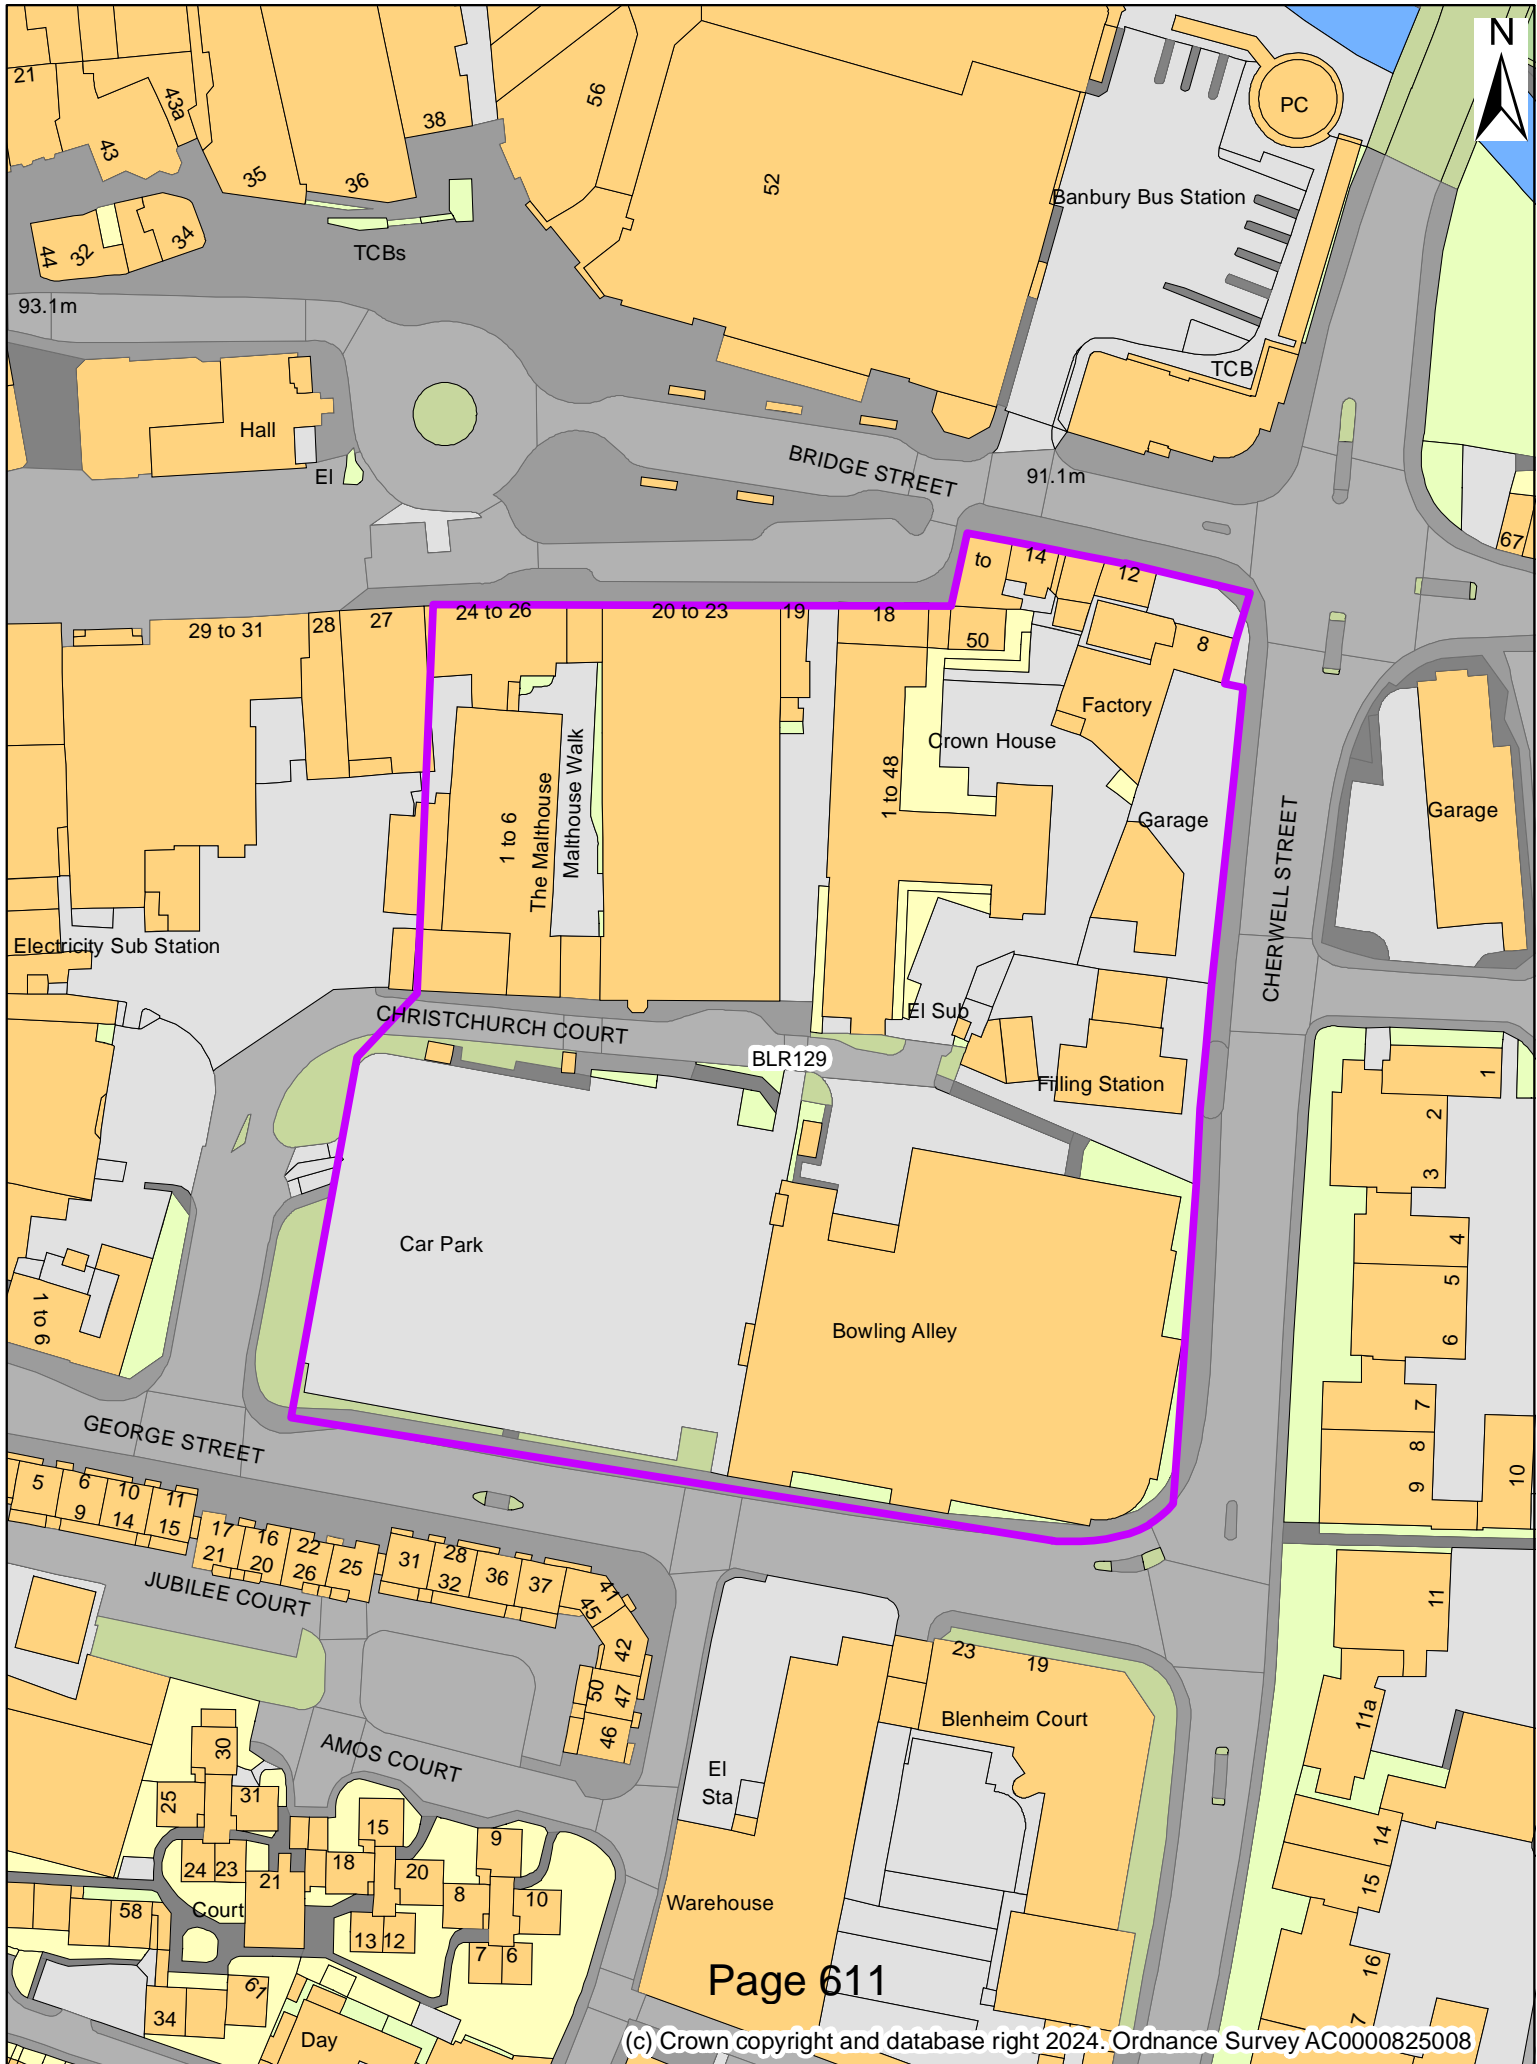 N
21
43a
43
35
36
38
56
52
PC
Banbury Bus Station
44
32
34
TCBs
93.1m
TCB
Hall
El
BRIDGE STREET
91.1m
67
to
14
12
24 to 26
20 to 23
19
18
29 to 31
28
27
50
8
Factory
Crown House
1 to 48
Malthouse Walk
The Malthouse
1 to 6
Garage
Garage
CHERWELL STREET
Electricity Sub Station
El Sub
CHRISTCHURCH COURT
BLR129
Filling Station
1
2
3
4
5
6
7
8
9
10
Car Park
Bowling Alley
1 to 6
GEORGE STREET
5
6
10
11
9
14
15
17
16
22
25
21
20
26
31
28
36
37
41
32
45
42
50
47
46
JUBILEE COURT
11
23
19
11a
Blenheim Court
AMOS COURT
30
25
31
El
Sta
15
9
14
24
23
21
18
20
8
10
15
58
Court
13
12
7
6
Warehouse
16
61
34
7
Day
Page 611
(c) Crown copyright and database right 2024. Ordnance Survey AC0000825008